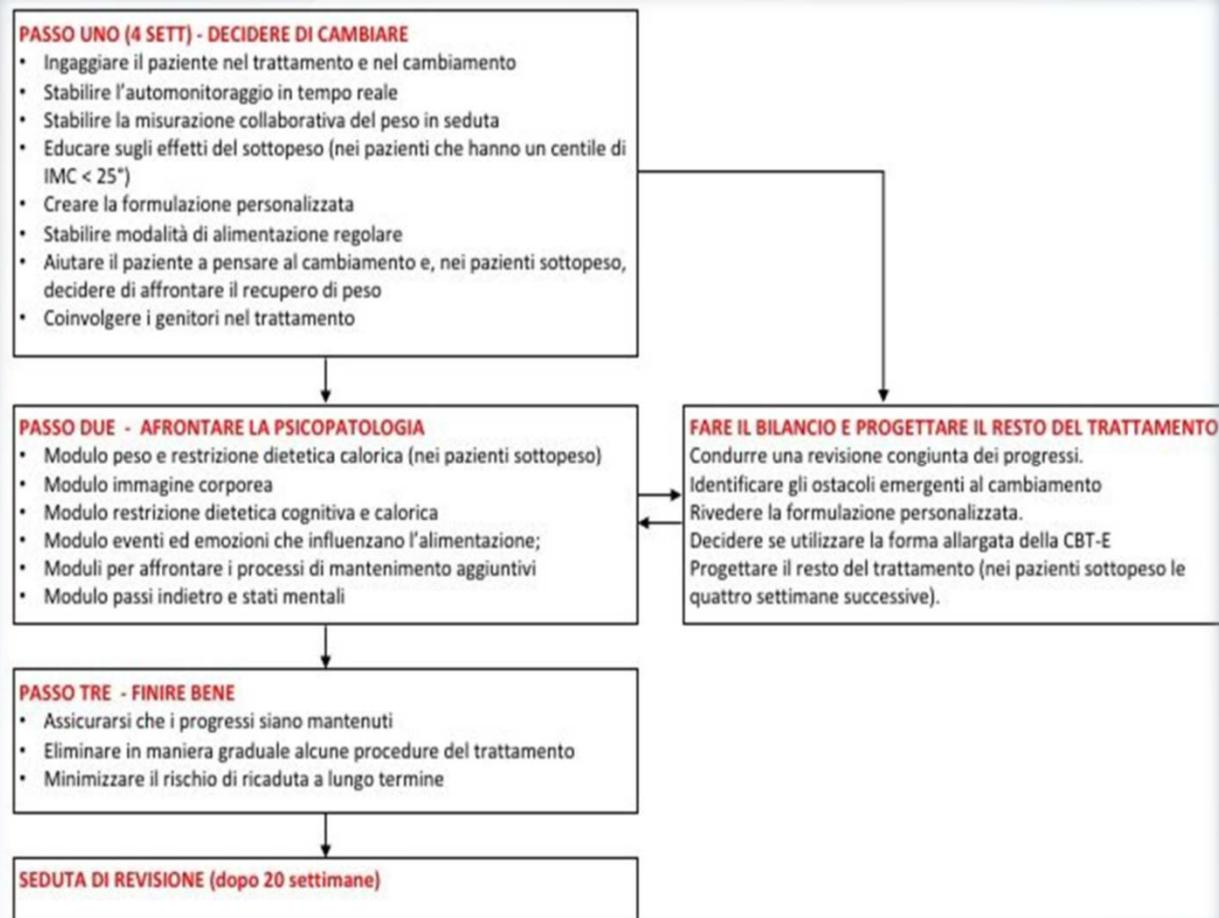 PASSO UNO (4 SETT) - DECIDERE DI CAMBIARE
• Ingaggiare il paziente nel trattamento e nel cambiamento
• Stabilire l'automonitoraggio in tempo reale
• Stabilire la misurazione collaborativa del peso in seduta
• Educare sugli effetti del sottopeso (nei pazienti che hanno un centile di
IMC < 25°)
• Creare la formulazione personalizzata
• Stabilire modalità di alimentazione regolare
• Aiutare il paziente a pensare al cambiamento e, nei pazienti sottopeso,
decidere di affrontare il recupero di peso
• Coinvolgere i genitori nel trattamento
PASSO DUE - AFRONTARE LA PSICOPATOLOGIA
• Modulo peso e restrizione dietetica calorica (nei pazienti sottopeso)
• Modulo immagine corporea
• Modulo restrizione dietetica cognitiva e calorica
• Modulo eventi ed emozioni che influenzano l'alimentazione;
• Moduli per affrontare i processi di mantenimento aggiuntivi
• Modulo passi indietro e stati mentali
FARE IL BILANCIO E PROGETTARE IL RESTO DEL TRATTAMENTO
Condurre una revisione congiunta dei progressi.
Identificare gli ostacoli emergenti al cambiamento
Rivedere la formulazione personalizzata.
Decidere se utilizzare la forma allargata della CBT-E
Progettare il resto del trattamento (nei pazienti sottopeso le
quattro settimane successive).
PASSO TRE - FINIRE BENE
• Assicurarsi che i progressi siano mantenuti
• Eliminare in maniera graduale alcune procedure del trattamento
• Minimizzare il rischio di ricaduta a lungo termine
SEDUTA DI REVISIONE (dopo 20 settimane)